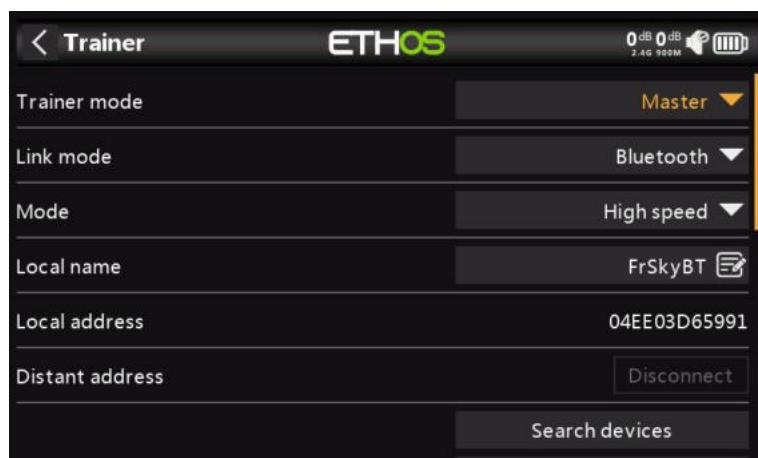 Trainer ETHOS 0dB 0dB
2.4G 900M
Trainer mode Master
Link mode Bluetooth
Mode High speed
Local name FrSkyBT
Local address 04EE03D65991
Distant address Disconnect
Search devices